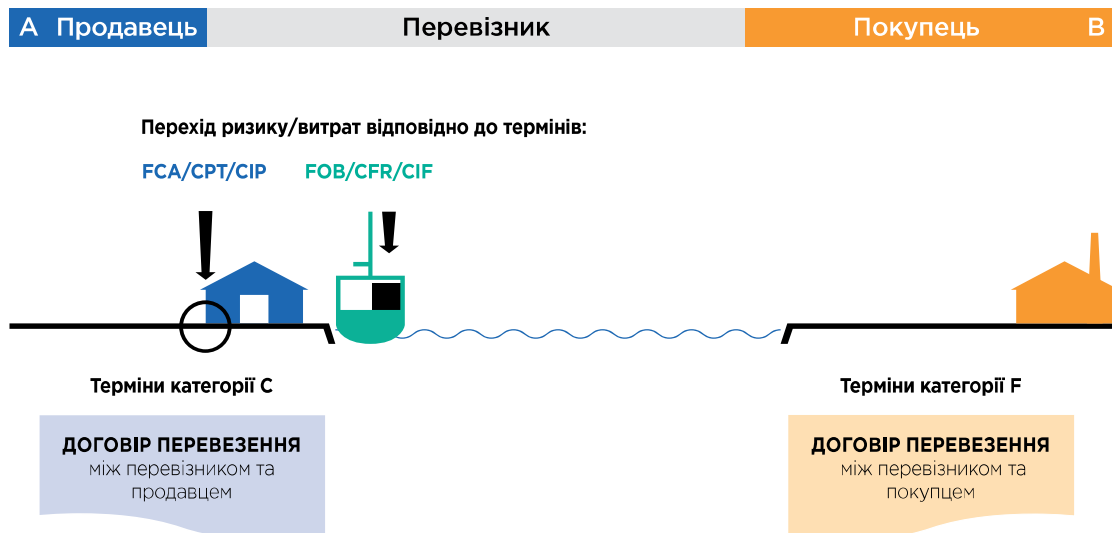 А Продавець Перевізник Покупець В
Перехід ризику/витрат відповідно до термінів:
FCA/CPT/CIP FOB/CFR/CIF
Терміни категорії С Терміни категорії F
ДОГОВІР ПЕРЕВЕЗЕННЯ
між перевізником та
продавцем
ДОГОВІР ПЕРЕВЕЗЕННЯ
між перевізником та
покупцем